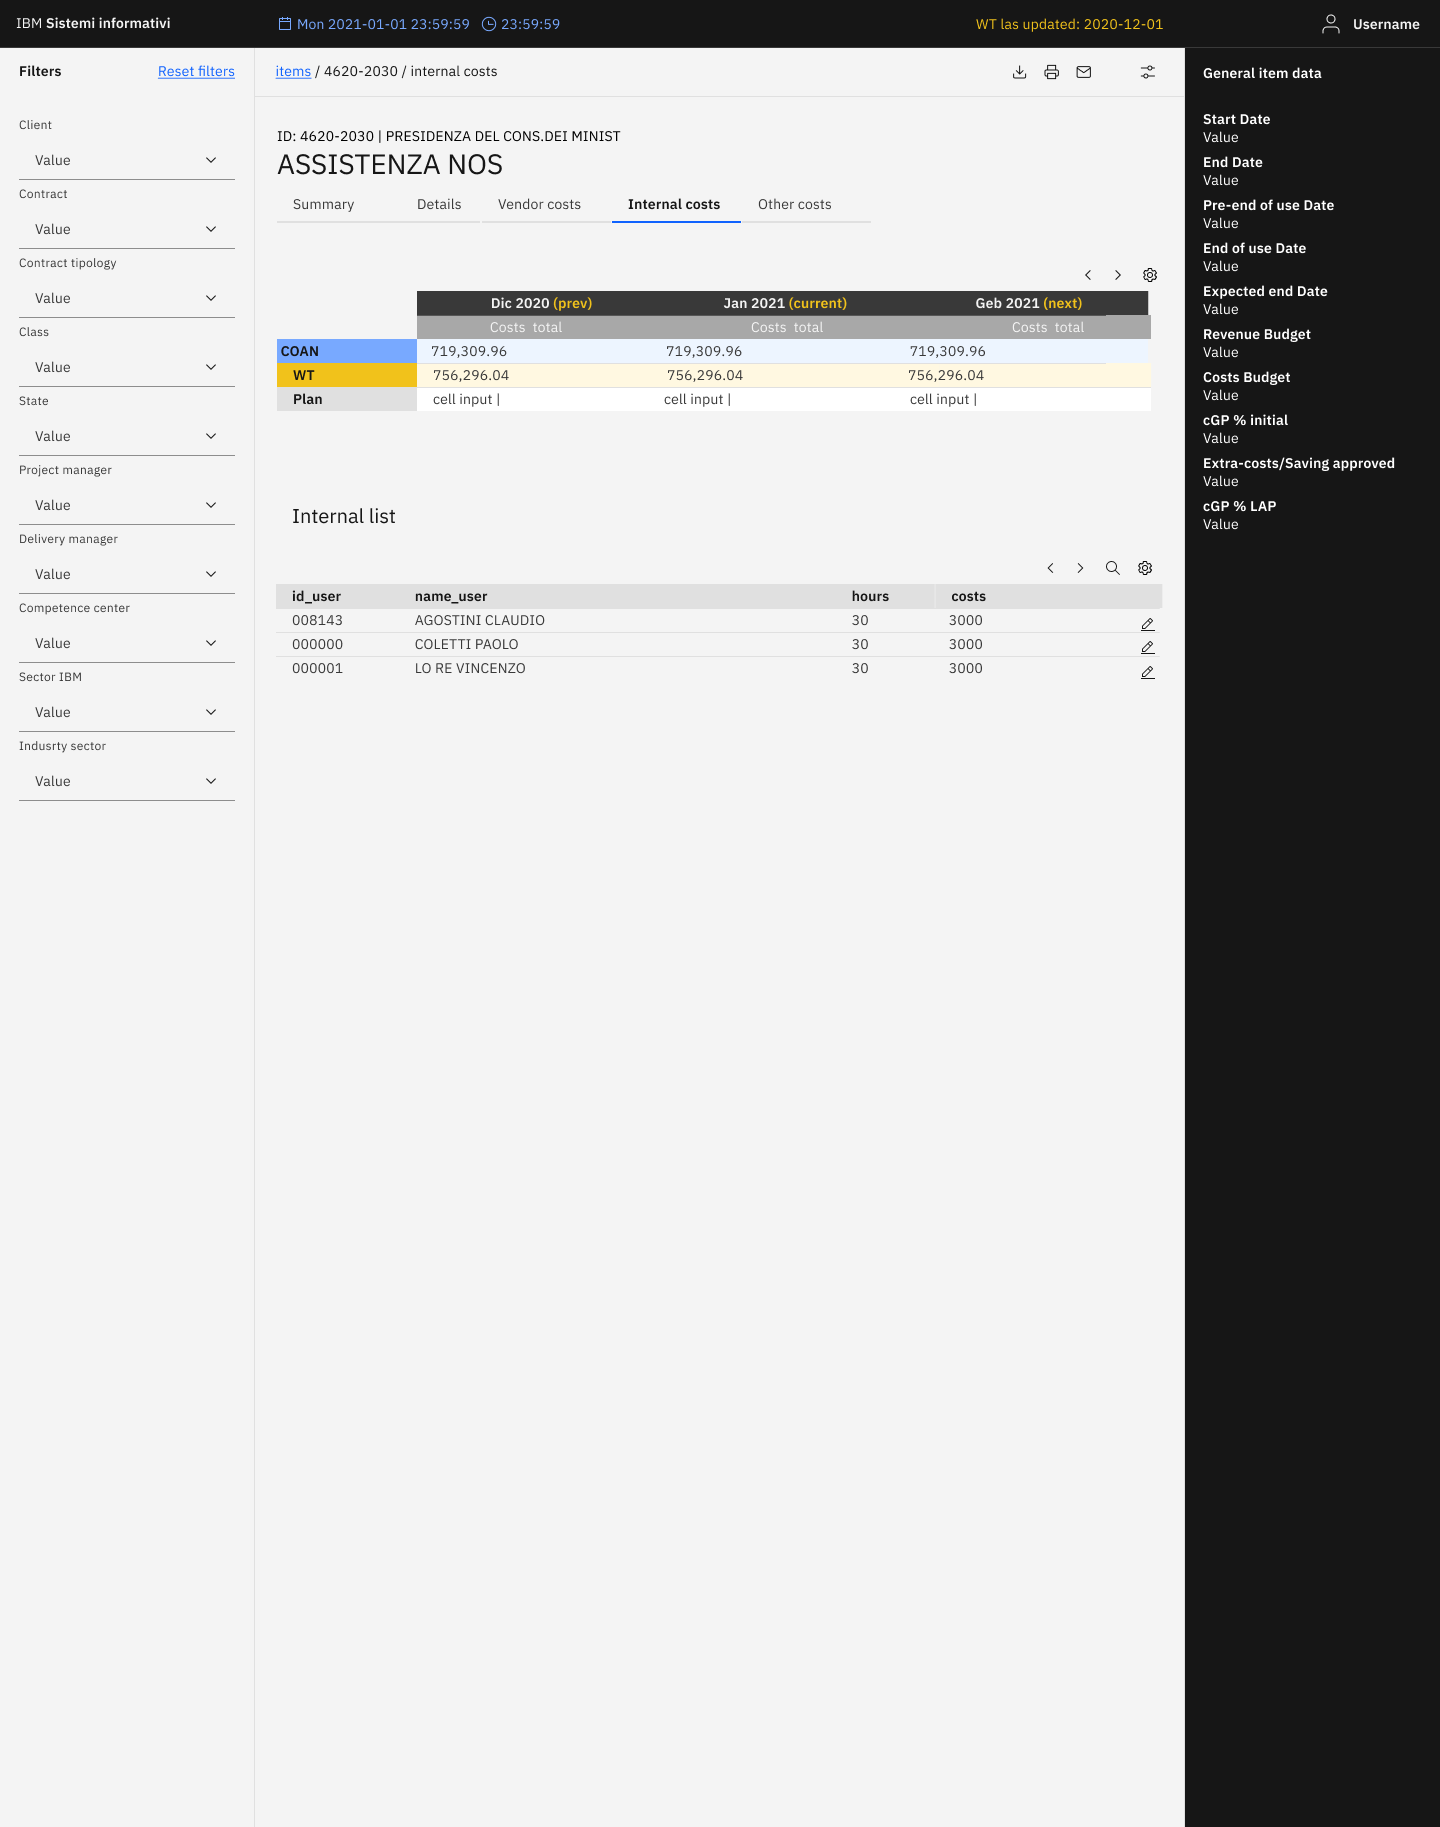 IBM Sistemi informativi
Mon 2021-01-01 23:59:59 23:59:59
WT las updated: 2020-12-01
Username
Filters Reset filters
Client
Value
Contract
Value
Contract tipology
Value
Class
Value
State
Value
Project manager
Value
Delivery manager
Value
Competence center
Value
Sector IBM
Value
Indusrty sector
Value
items / 4620-2030 / internal costs
ID: 4620-2030 | PRESIDENZA DEL CONS.DEI MINIST
ASSISTENZA NOS
Summary Details Vendor costs Internal costs Other costs
Dic 2020 (prev) Jan 2021 (current) Geb 2021 (next)
Costs total Costs total Costs total
COAN 719,309.96 719,309.96 719,309.96
WT 756,296.04 756,296.04 756,296.04
Plan cell input | cell input | cell input |
Internal list
id_user name_user hours costs
008143 AGOSTINI CLAUDIO 30 3000
000000 COLETTI PAOLO 30 3000
000001 LO RE VINCENZO 30 3000
General item data
Start Date
Value
End Date
Value
Pre-end of use Date
Value
End of use Date
Value
Expected end Date
Value
Revenue Budget
Value
Costs Budget
Value
cGP % initial
Value
Extra-costs/Saving approved
Value
cGP % LAP
Value